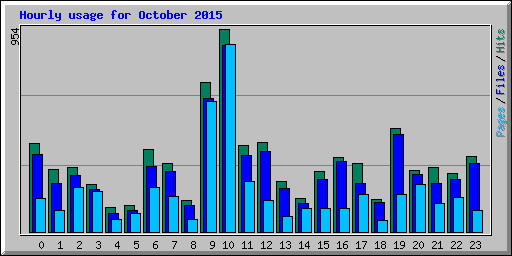 Hourly usage for October 2015
954
Pages / Files / Hits
0 1 2 3 4 5 6 7 8 9 10 11 12 13 14 15 16 17 18 19 20 21 22 23